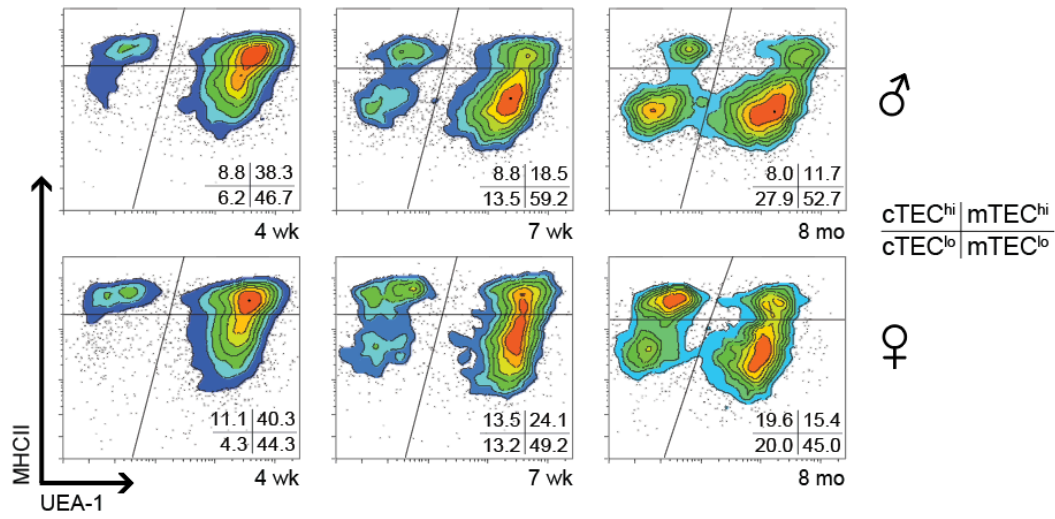 8.8 38.3
6.2 46.7
4 wk
8.8 18.5
13.5 59.2
7 wk
8.0 11.7
27.9 52.7
8 mo
♂
cTEC^hi mTEC^hi
cTEC^lo mTEC^lo
11.1 40.3
4.3 44.3
4 wk
13.5 24.1
13.2 49.2
7 wk
19.6 15.4
20.0 45.0
8 mo
♀
MHCII
UEA-1